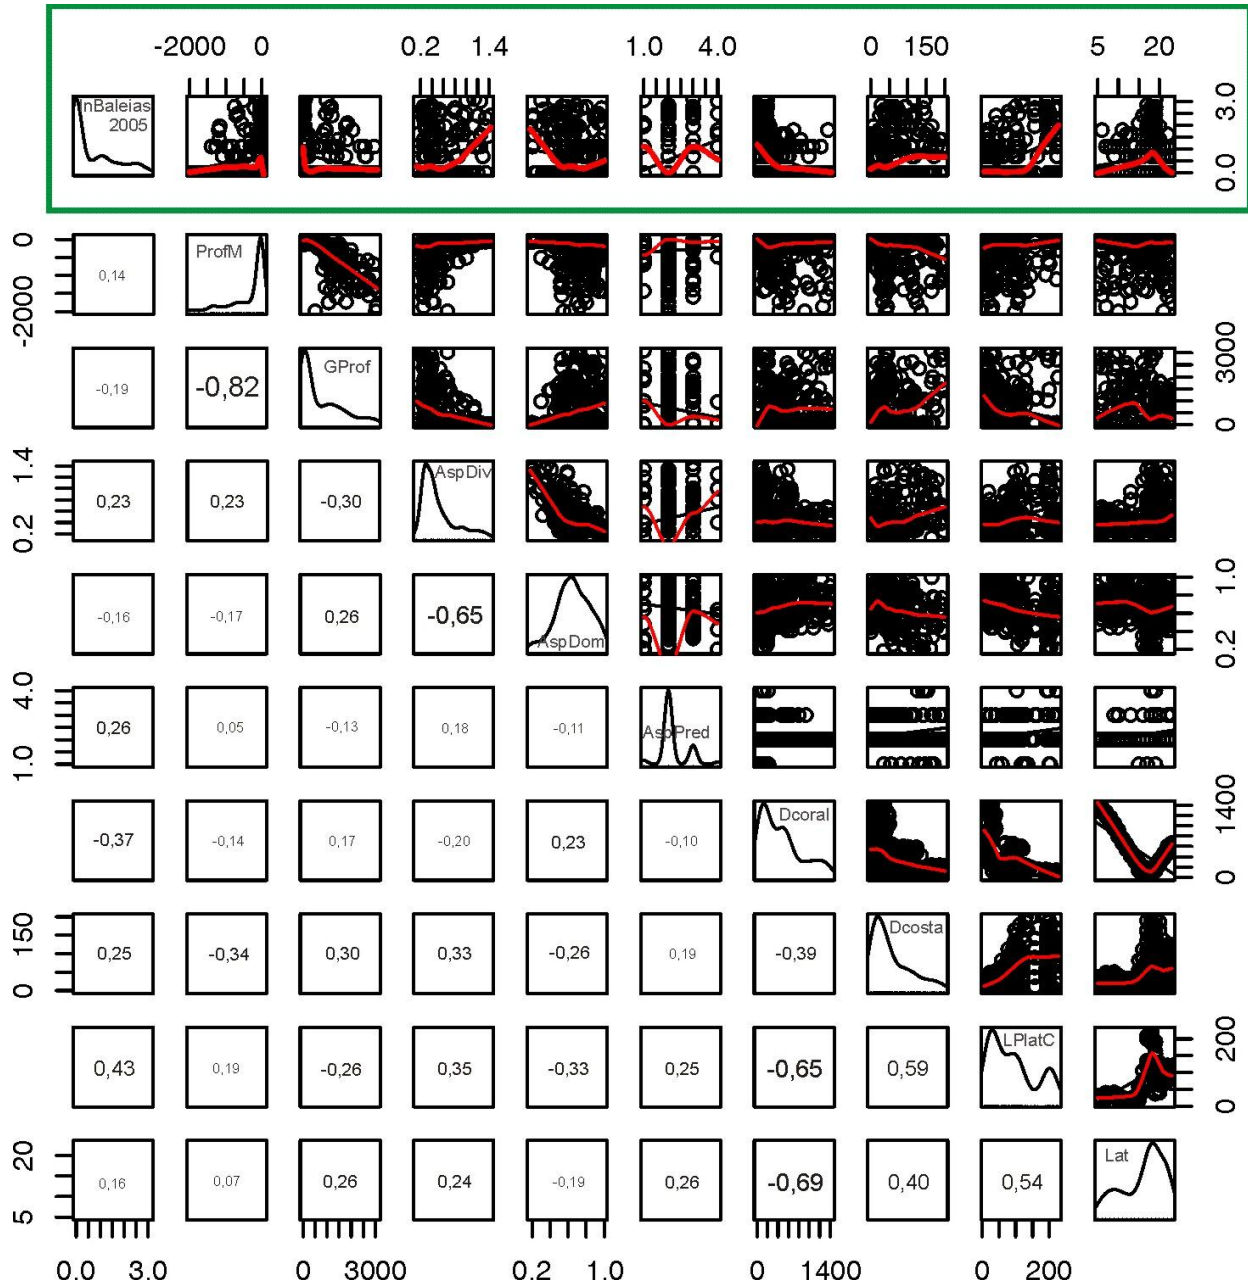 -2000 0 0.2 1.4 1.0 4.0 0 150 5 20
lnBaleias
2005
0.0 3.0
-2000 0
0,14 ProfM
-0,19 -0,82 GProf
0 3000
0.2 1.4
0,23 0,23 -0,30 AspDiv
-0,16 -0,17 0,26 -0,65 AspDom
0.2 1.0
1.0 4.0
0,26 0,05 -0,13 0,18 -0,11 AspPred
-0,37 -0,14 0,17 -0,20 0,23 -0,10 Dcoral
0 1400
0 150
0,25 -0,34 0,30 0,33 -0,26 0,19 -0,39 Dcosta
0,43 0,19 -0,26 0,35 -0,33 0,25 -0,65 0,59 LPlatC
0 200
5 20
0,16 0,07 0,26 0,24 -0,19 0,26 -0,69 0,40 0,54 Lat
0.0 3.0 0 3000 0.2 1.0 0 1400 0 200